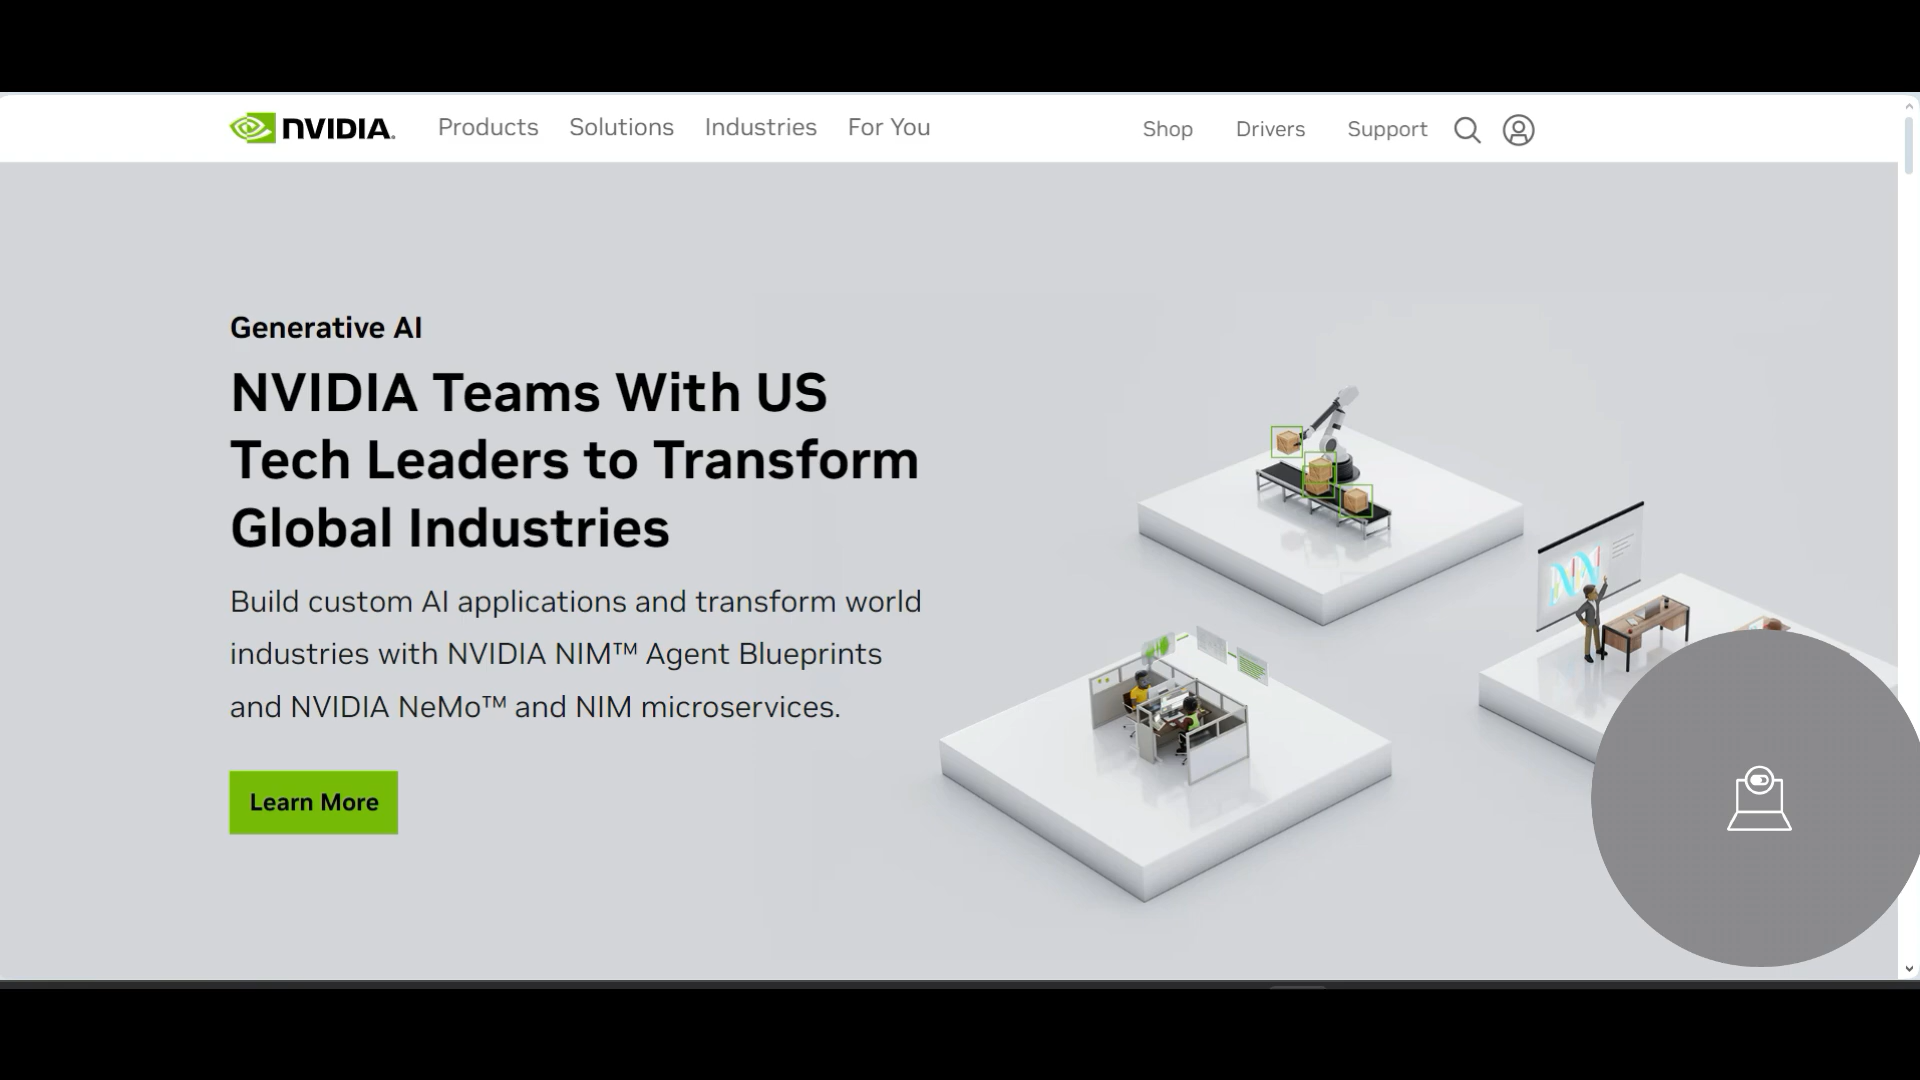 NVIDIA.
Products Solutions Industries For You
Shop Drivers Support
Generative AI
NVIDIA Teams With US
Tech Leaders to Transform
Global Industries
Build custom AI applications and transform world
industries with NVIDIA NIM™ Agent Blueprints
and NVIDIA NeMo™ and NIM microservices.
Learn More